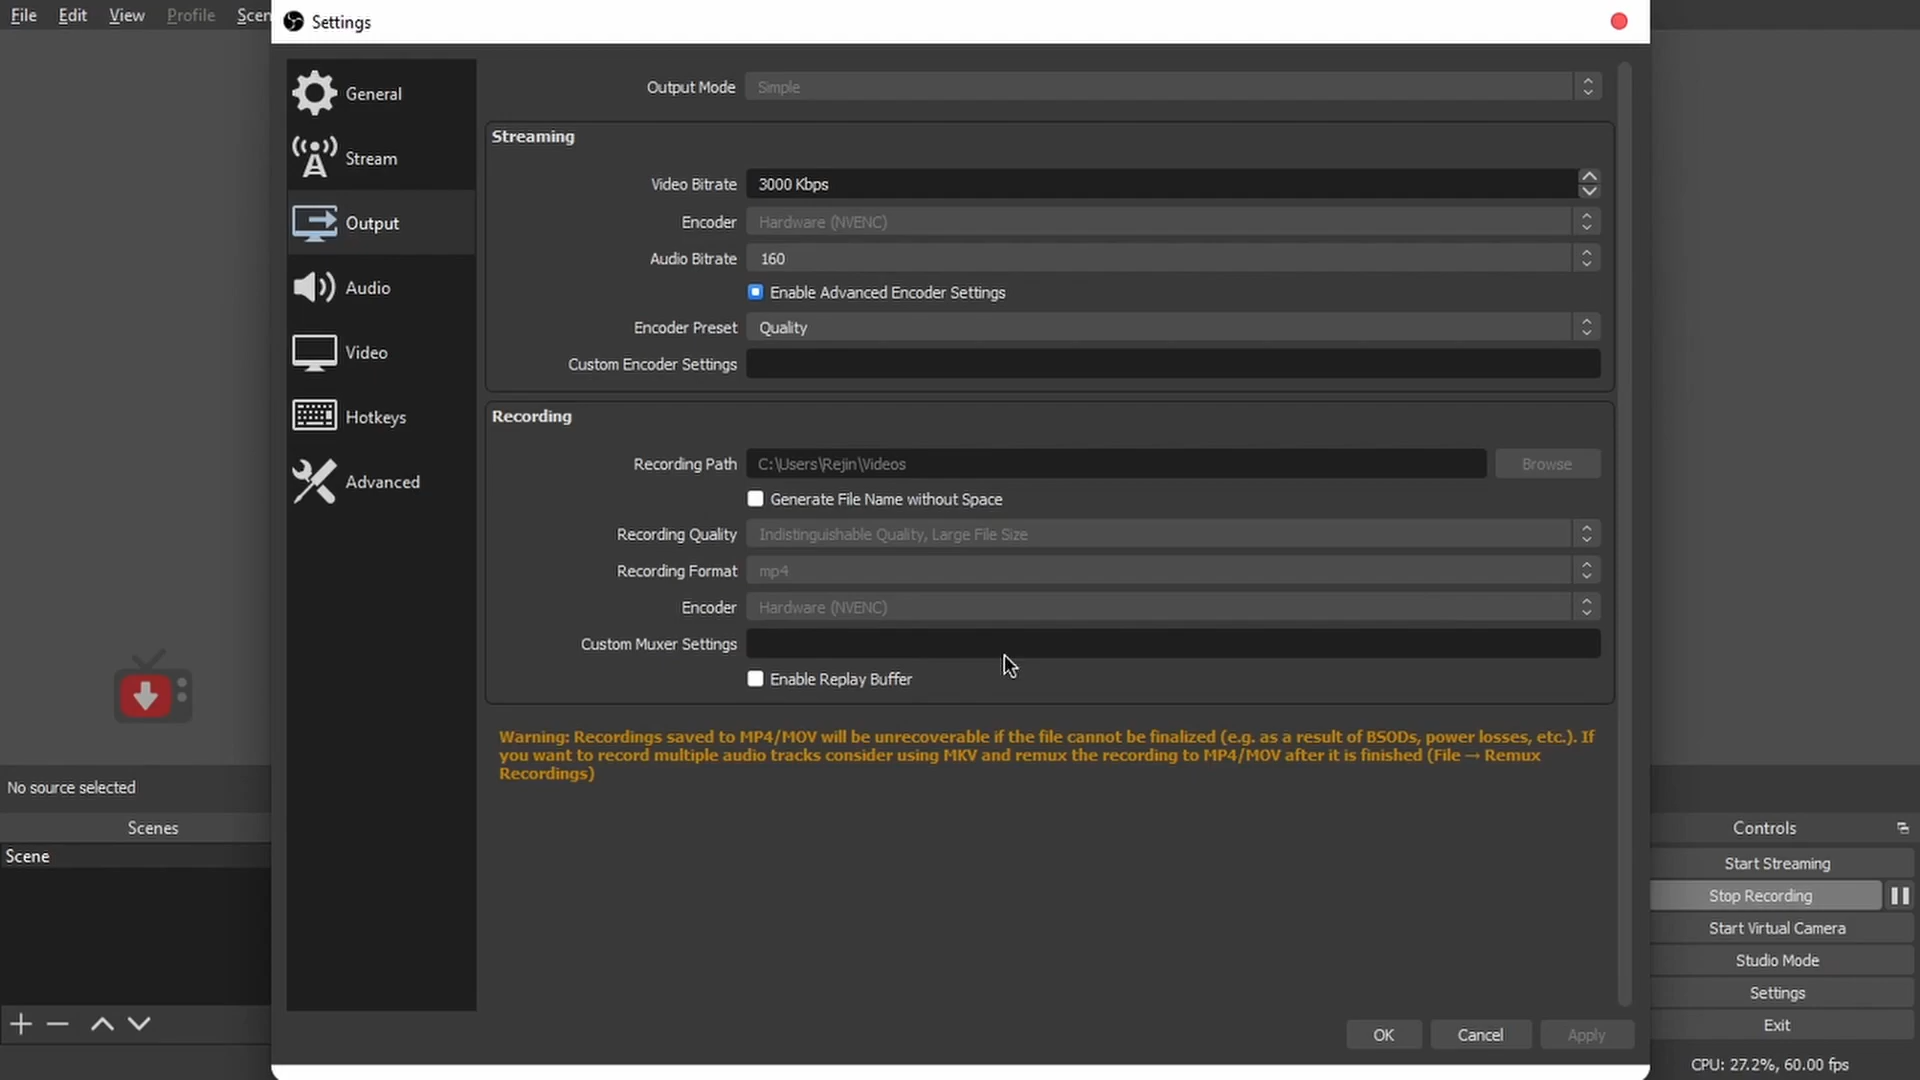 File Edit View Profile Scen
Settings
General
Stream
Output
Audio
Video
Hotkeys
Advanced
Output Mode Simple
Streaming
Video Bitrate 3000 Kbps
Encoder Hardware (NVENC)
Audio Bitrate 160
Enable Advanced Encoder Settings
Encoder Preset Quality
Custom Encoder Settings
Recording
Recording Path C:\Users\Rejin\Videos Browse
Generate File Name without Space
Recording Quality Indistinguishable Quality, Large File Size
Recording Format mp4
Encoder Hardware (NVENC)
Custom Muxer Settings
Enable Replay Buffer
Warning: Recordings saved to MP4/MOV will be unrecoverable if the file cannot be finalized (e.g. as a result of BSODs, power losses, etc.). If
you want to record multiple audio tracks consider using MKV and remux the recording to MP4/MOV after it is finished (File → Remux
Recordings)
OK Cancel Apply
No source selected
Scenes
Scene
Controls
Start Streaming
Stop Recording
Start Virtual Camera
Studio Mode
Settings
Exit
CPU: 27.2%, 60.00 fps